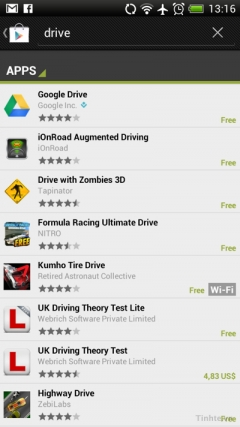 13:16
drive
APPS
Google Drive
Google Inc.
Free
iOnRoad Augmented Driving
iOnRoad
Free
Drive with Zombies 3D
Tapinator
Free
Formula Racing Ultimate Drive
NITRO
Free
Kumho Tire Drive
Retired Astronaut Collective
Free Wi-Fi
UK Driving Theory Test Lite
Webrich Software Private Limited
Free
UK Driving Theory Test
Webrich Software Private Limited
4,83 US$
Highway Drive
ZebiLabs
Free